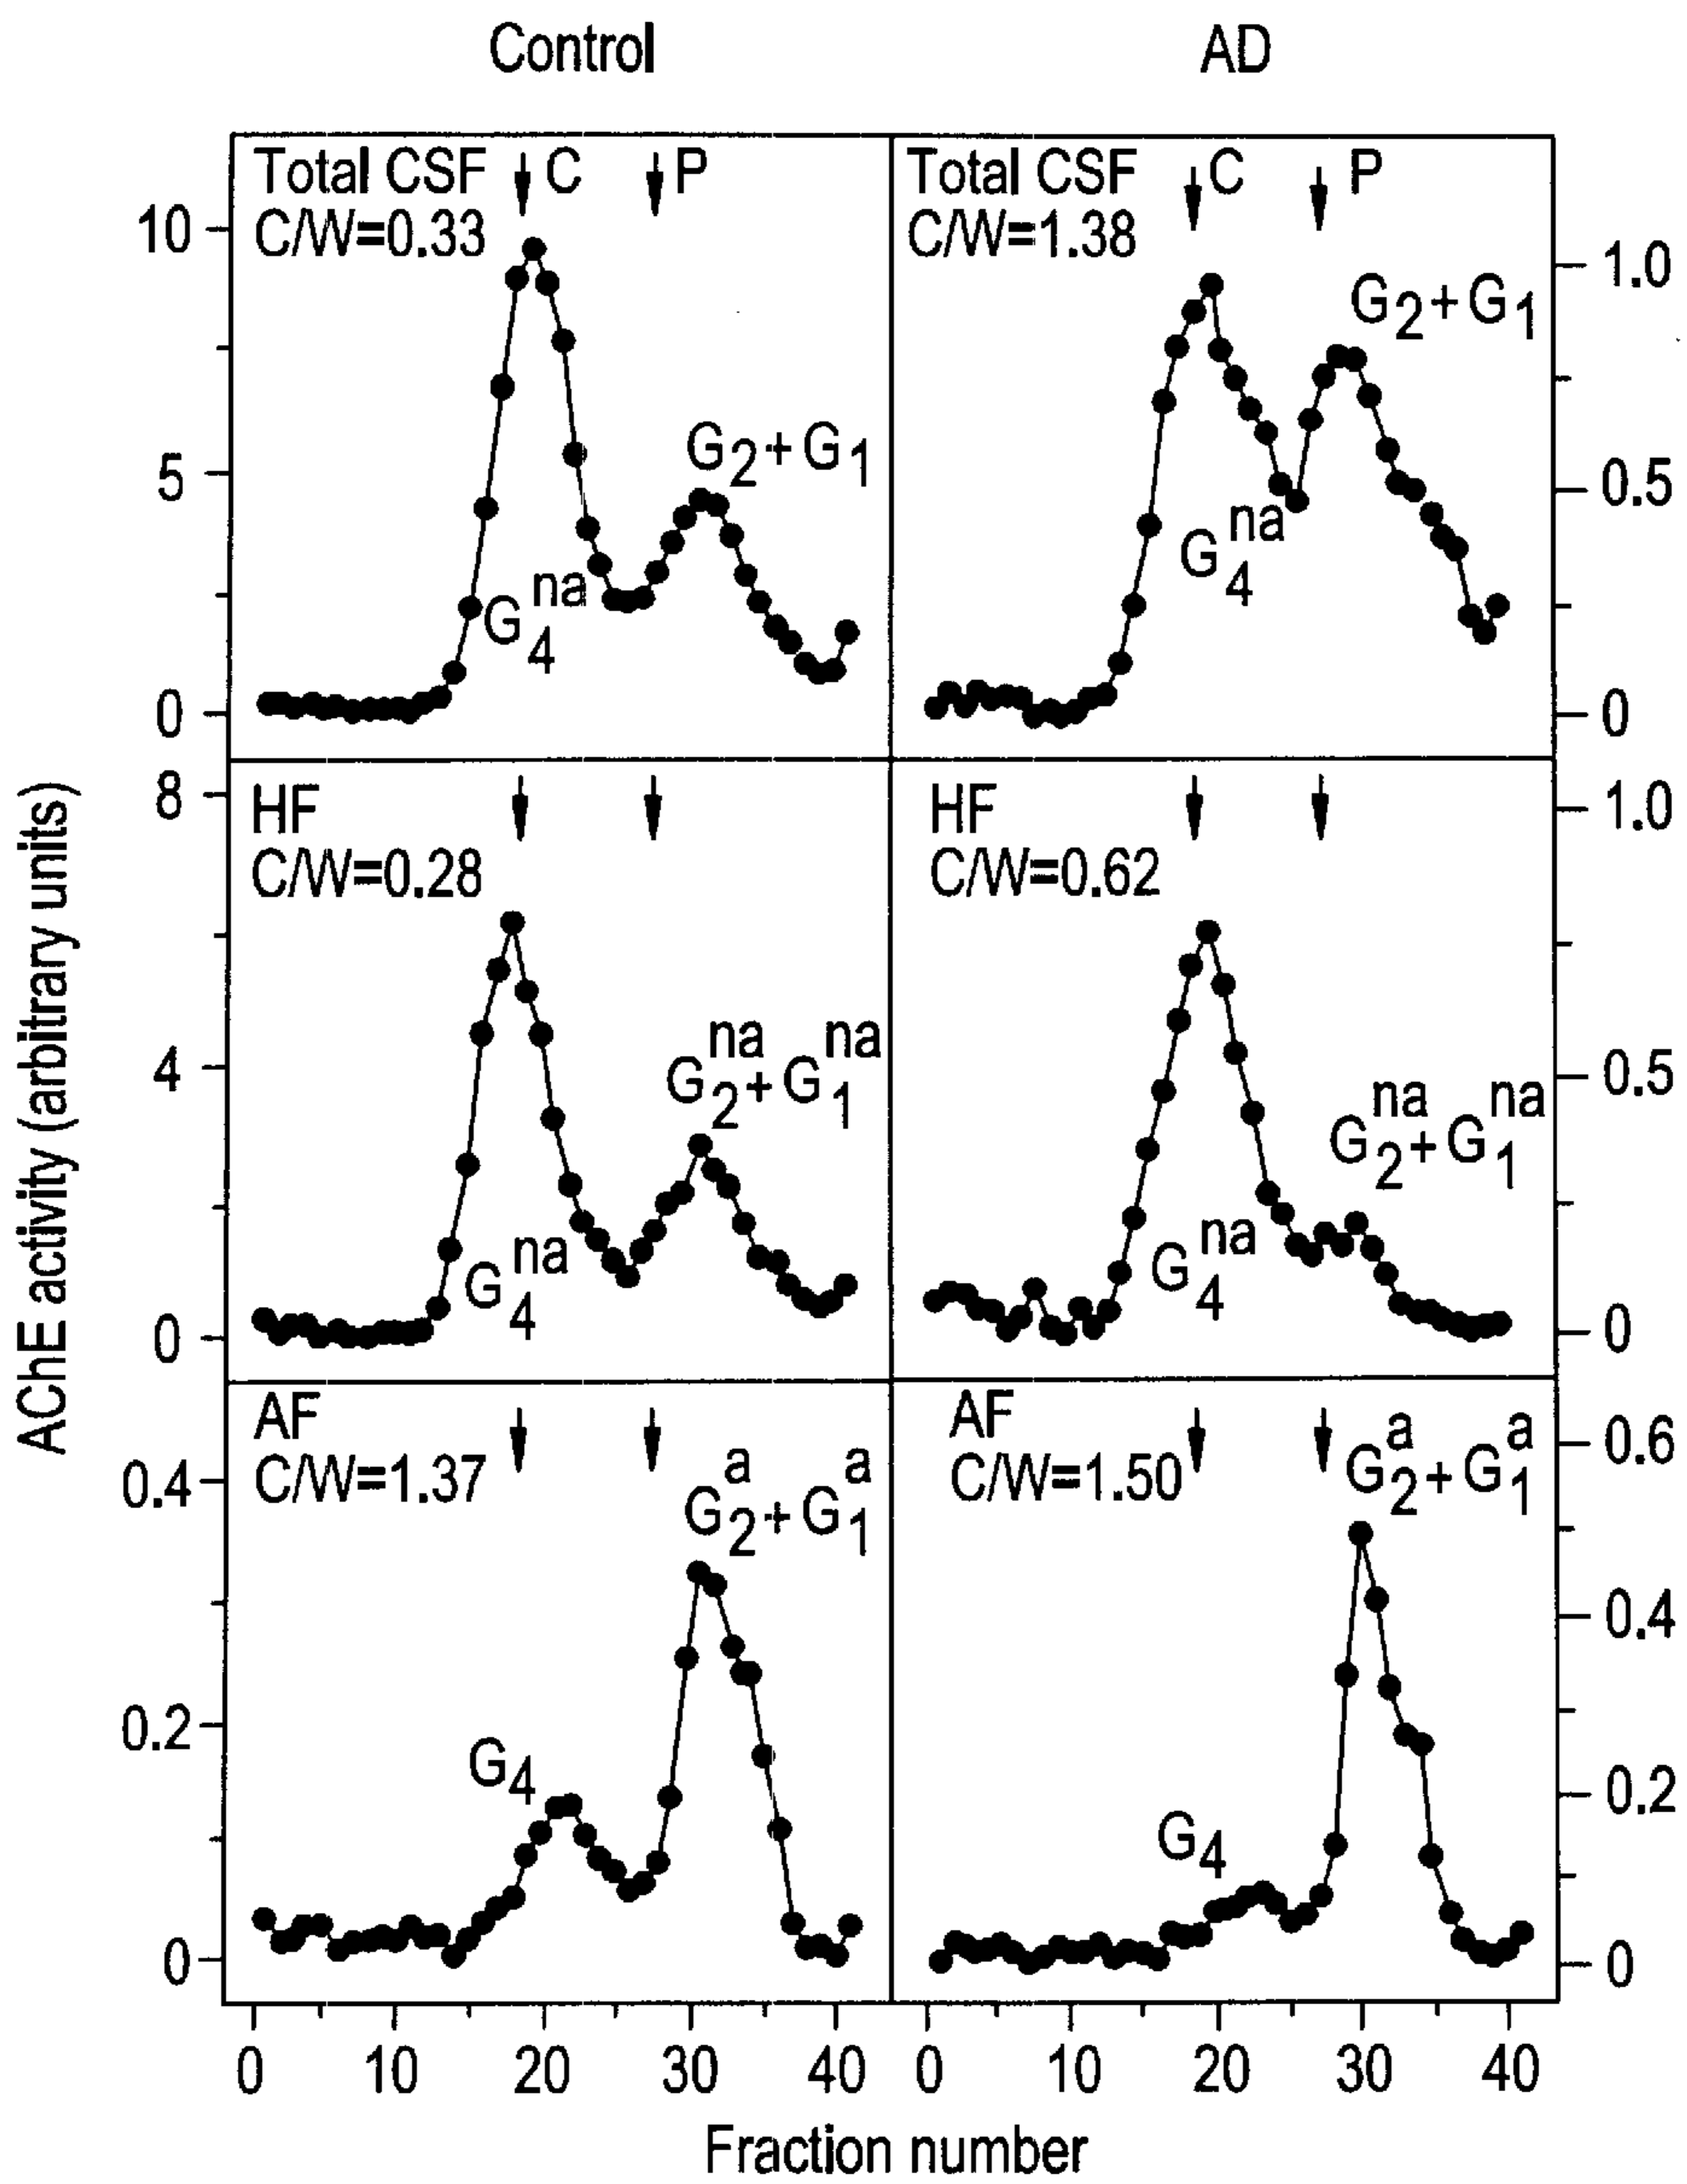 Control AD
Total CSF C P
C/W=0.33
G4na
G2+G1
10
5
0
Total CSF C P
C/W=1.38
G4na
G2+G1
1.0
0.5
0
HF
C/W=0.28
G4na
G2na+G1na
8
4
0
HF
C/W=0.62
G4na
G2na+G1na
1.0
0.5
0
AF
C/W=1.37
G4
G2a+G1a
0.4
0.2
0
AF
C/W=1.50
G4
G2a+G1a
0.6
0.4
0.2
0
0 10 20 30 40 0 10 20 30 40
Fraction number
AChE activity (arbitrary units)